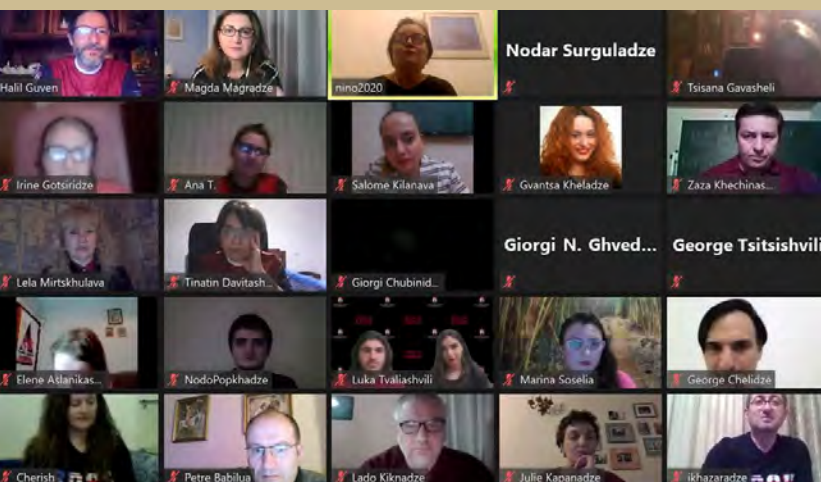 Halil Guven
Magda Magradze
nino2020
Nodar Surguladze
Tsisana Gavasheli
Irine Gotsiridze
Ana T.
Salome Kilanava
Gvantsa Kheladze
Zaza Khechinas...
Lela Mirtskhulava
Tinatin Davitash...
Giorgi Chubinid...
Giorgi N. Ghved...
George Tsitsishvili
Elene Aslanikas...
NodoPopkhadze
Luka Tvaliashvili
Marina Soselia
George Chelidze
Cherish
Petre Babilua
Lado Kiknadze
Julie Kapanadze
ikhazaradze